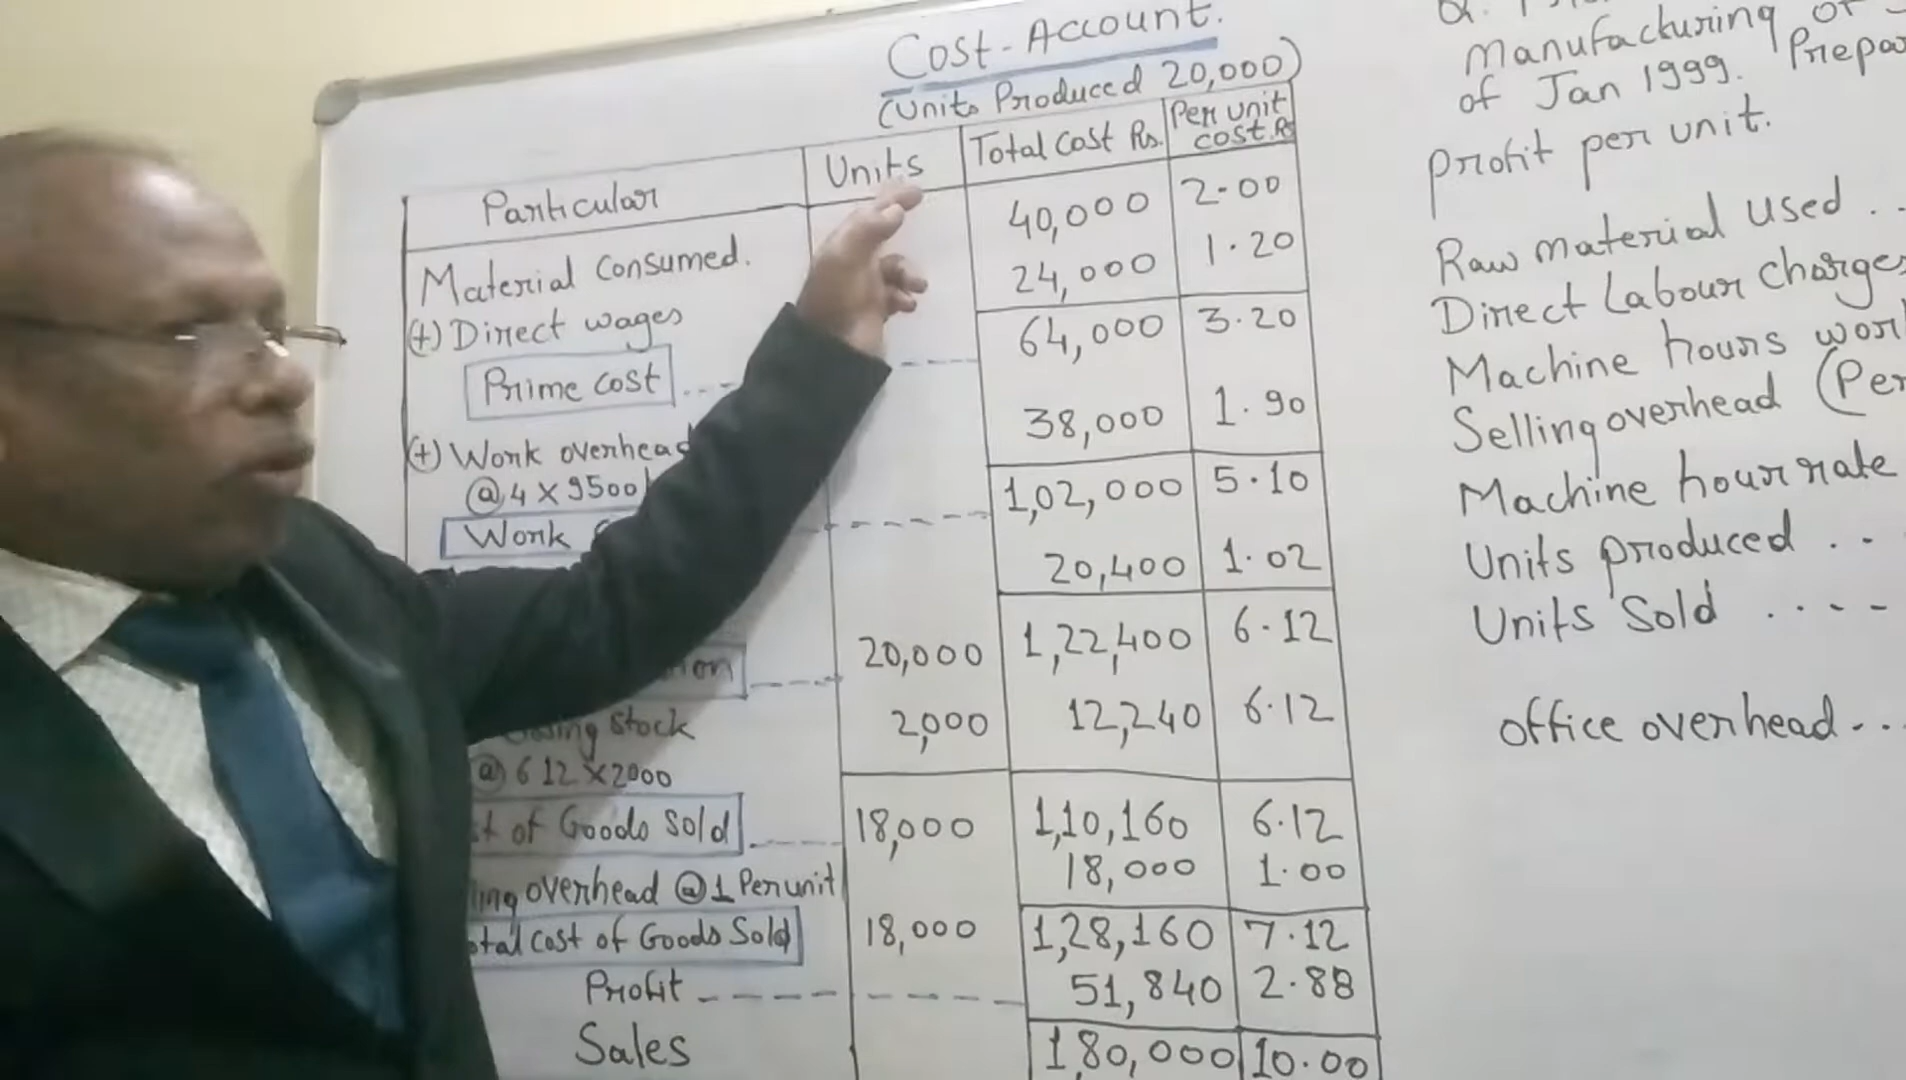 Cost-Account.
(Units Produced 20,000)
Particular Units Total Cost Rs. Per unit cost Rs
Material Consumed. 40,000 2.00
(+) Direct wages 24,000 1.20
Prime cost 64,000 3.20
(+) Work overhead 38,000 1.90
@ 4 X 9500
Work 1,02,000 5.10
20,400 1.02
20,000 1,22,400 6.12
stock 2,000 12,240 6.12
@ 6 12 X 2000
of Goods Sold 18,000 1,10,160 6.12
overhead @ 1 Per unit 18,000 1.00
Cost of Goods Sold 18,000 1,28,160 7.12
Profit 51,840 2.88
Sales 1,80,000 10.00
Manufacturing of
of Jan 1999. Prepa
profit per unit.
Raw material used ..
Direct Labour Charges
Machine hours wor
Selling overhead (Per
Machine hour rate
Units produced ..
Units Sold ....
office overhead...